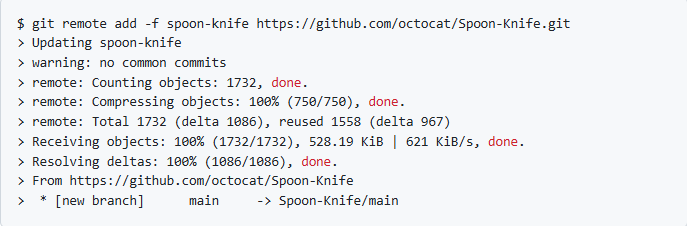 $ git remote add -f spoon-knife https://github.com/octocat/Spoon-Knife.git
> Updating spoon-knife
> warning: no common commits
> remote: Counting objects: 1732, done.
> remote: Compressing objects: 100% (750/750), done.
> remote: Total 1732 (delta 1086), reused 1558 (delta 967)
> Receiving objects: 100% (1732/1732), 528.19 KiB | 621 KiB/s, done.
> Resolving deltas: 100% (1086/1086), done.
> From https://github.com/octocat/Spoon-Knife
>  * [new branch]      main     -> Spoon-Knife/main